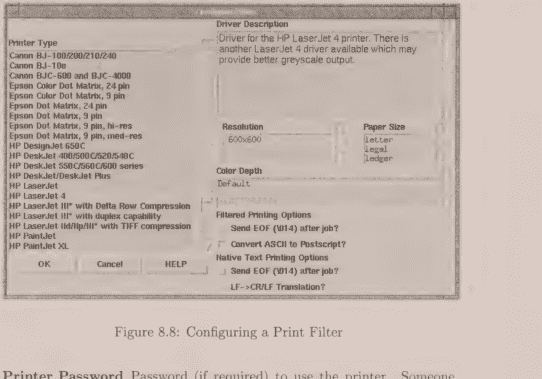 Driver Description
Driver for the HP LaserJet 4 printer. There is
another LaserJet 4 driver available which may
provide better greyscale output.
Printer Type
Canon BJ-100/200/210/240
Canon BJ-10e
Canon BJC-600 and BJC-4000
Epson Color Dot Matrix, 24 pin
Epson Color Dot Matrix, 9 pin
Epson Dot Matrix, 24 pin
Epson Dot Matrix, 9 pin
Epson Dot Matrix, 9 pin, hi-res
Epson Dot Matrix, 9 pin, med-res
HP DesignJet 650C
HP DeskJet 400/500C/520/540C
HP DeskJet 550C/560C/600 series
HP DeskJet/DeskJet Plus
HP LaserJet
HP LaserJet 4
HP LaserJet III* with Delta Row Compression
HP LaserJet III* with duplex capability
HP LaserJet IId/IIp/III* with TIFF compression
HP PaintJet
HP PaintJet XL
OK Cancel HELP
Resolution
600x600
Paper Size
letter
legal
ledger
Color Depth
Default
Filtered Printing Options
Send EOF (\014) after job?
Convert ASCII to Postscript?
Native Text Printing Options
Send EOF (\014) after job?
LF->CR/LF Translation?
Figure 8.8: Configuring a Print Filter
Printer Password Password (if required) to use the printer. Someone